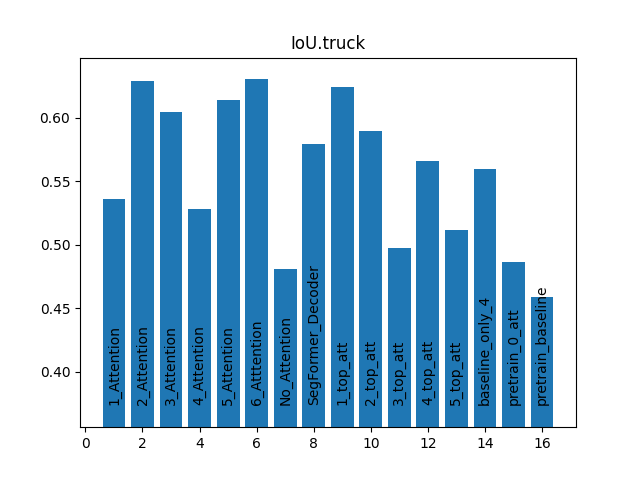 IoU.truck
0.60
0.55
0.50
0.45
0.40
1_Attention
2_Attention
3_Attention
4_Attention
5_Attention
6_Atttention
No_Attention
SegFormer_Decoder
1_top_att
2_top_att
3_top_att
4_top_att
5_top_att
baseline_only_4
pretrain_0_att
pretrain_baseline
0 2 4 6 8 10 12 14 16